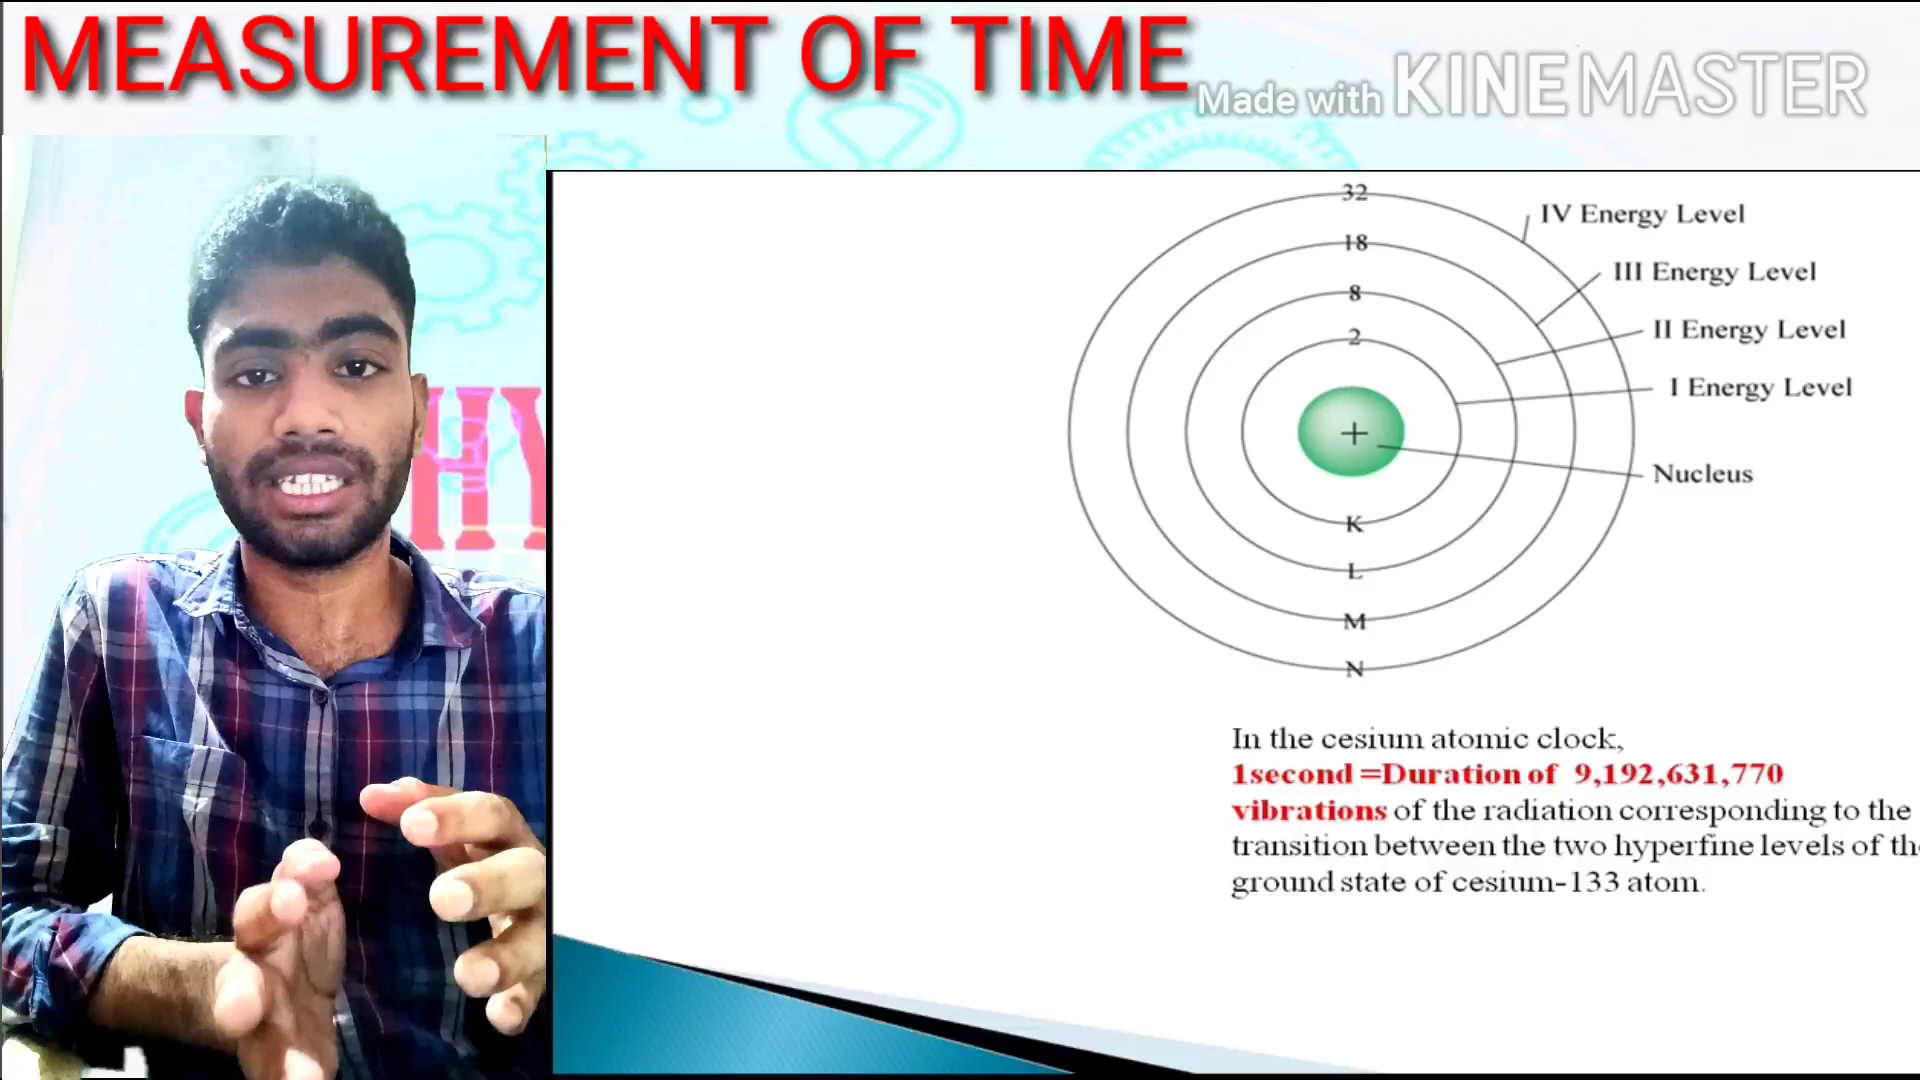 MEASUREMENT OF TIME
Made with KINEMASTER
HY
32
IV Energy Level
18
III Energy Level
8
II Energy Level
2
I Energy Level
+
Nucleus
K
L
M
N
In the cesium atomic clock,
1second =Duration of 9,192,631,770
vibrations of the radiation corresponding to the
transition between the two hyperfine levels of
ground state of cesium-133 atom.